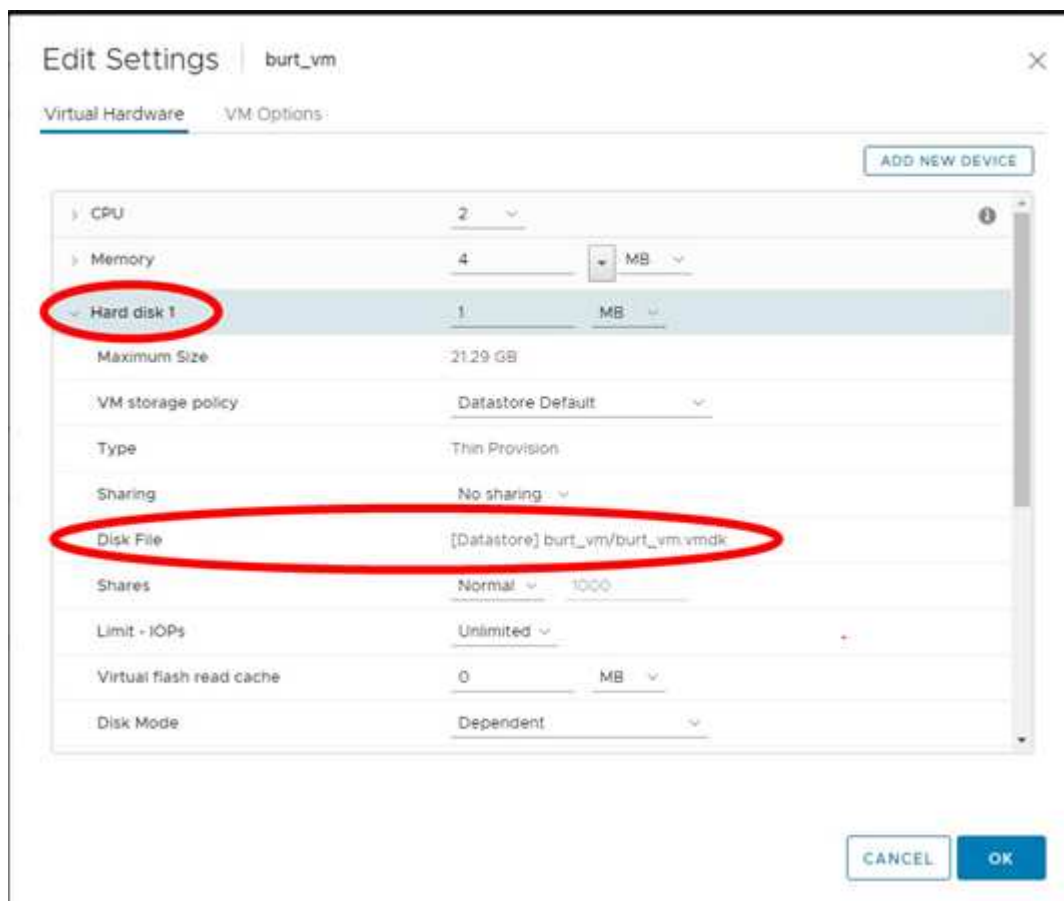 Edit Settings burt_vm
Virtual Hardware VM Options
ADD NEW DEVICE
CPU 2
Memory 4 MB
Hard disk 1 1 MB
Maximum Size 21.29 GB
VM storage policy Datastore Default
Type Thin Provision
Sharing No sharing
Disk File [Datastore] burt_vm/burt_vm.vmdk
Shares Normal 1000
Limit - IOPs Unlimited
Virtual flash read cache 0 MB
Disk Mode Dependent
CANCEL OK